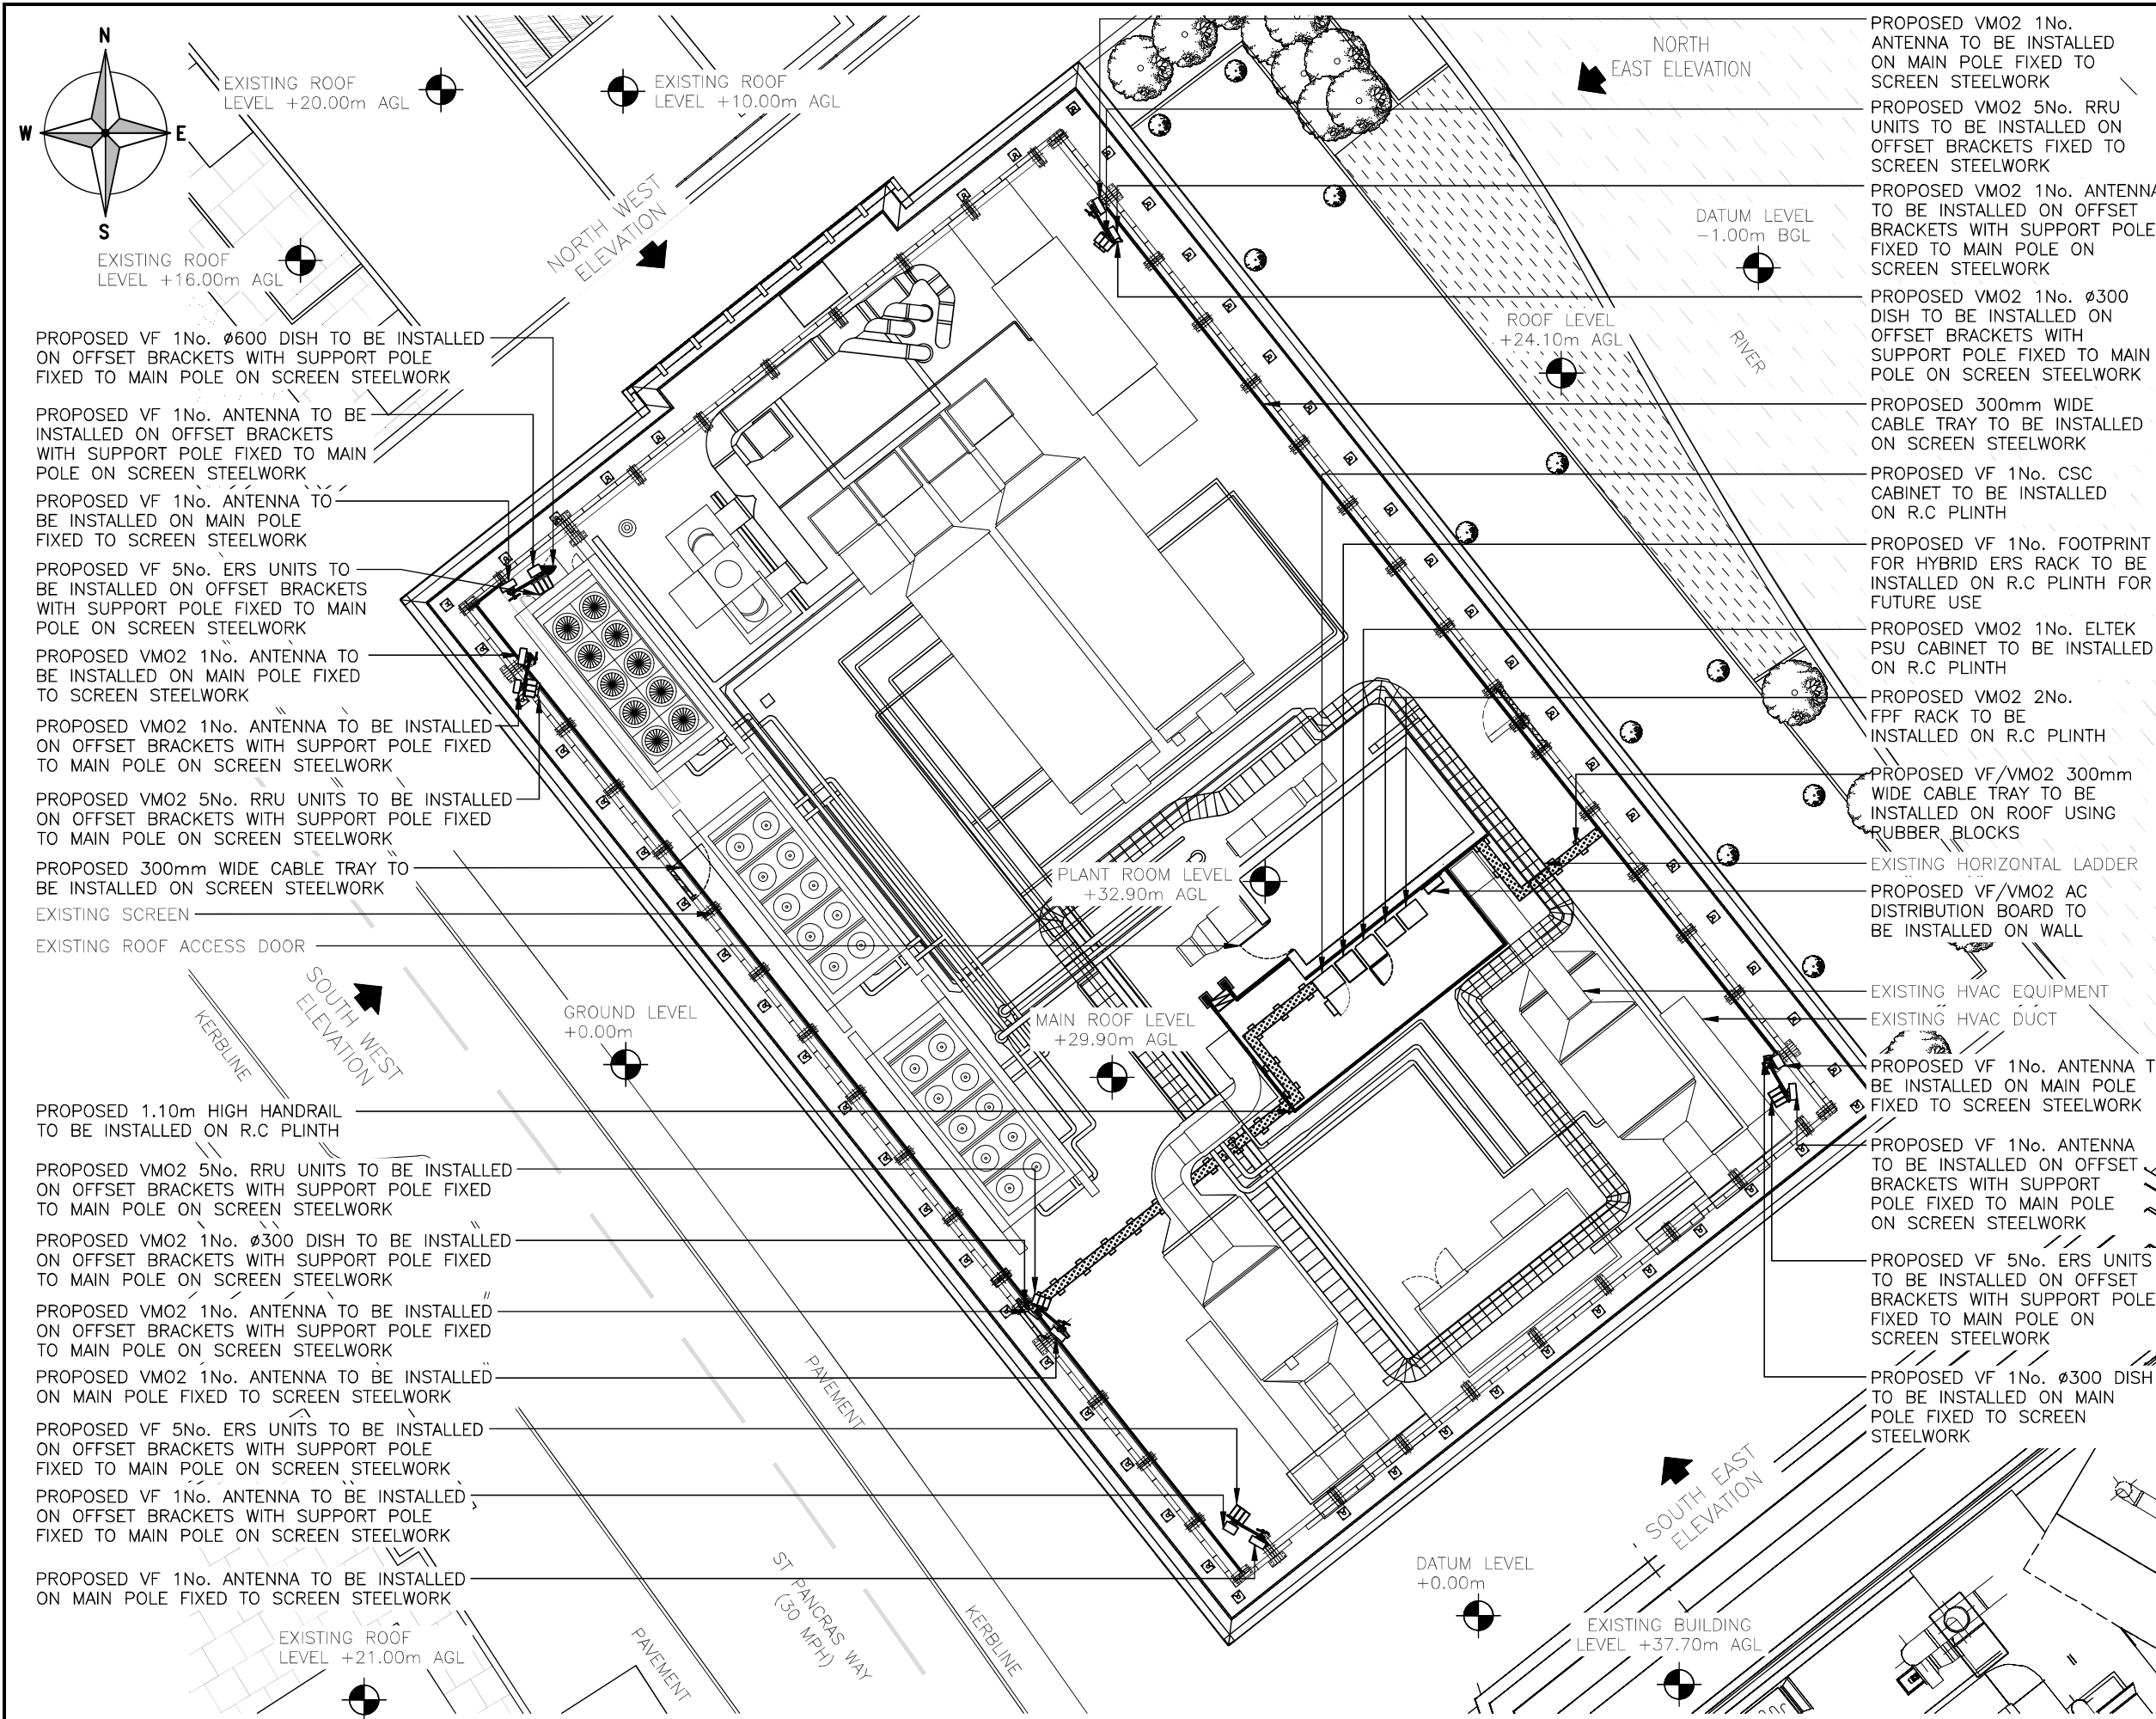 N
W
E
S
EXISTING ROOF
LEVEL +20.00m AGL
EXISTING ROOF
LEVEL +10.00m AGL
EXISTING ROOF
LEVEL +16.00m AGL
NORTH WEST
ELEVATION
NORTH
EAST ELEVATION
DATUM LEVEL
-1.00m BGL
ROOF LEVEL
+24.10m AGL
RIVER
PROPOSED VF 1No. ø600 DISH TO BE INSTALLED
ON OFFSET BRACKETS WITH SUPPORT POLE
FIXED TO MAIN POLE ON SCREEN STEELWORK
PROPOSED VF 1No. ANTENNA TO BE
INSTALLED ON OFFSET BRACKETS
WITH SUPPORT POLE FIXED TO MAIN
POLE ON SCREEN STEELWORK
PROPOSED VF 1No. ANTENNA TO
BE INSTALLED ON MAIN POLE
FIXED TO SCREEN STEELWORK
PROPOSED VF 5No. ERS UNITS TO
BE INSTALLED ON OFFSET BRACKETS
WITH SUPPORT POLE FIXED TO MAIN
POLE ON SCREEN STEELWORK
PROPOSED VMO2 1No. ANTENNA TO
BE INSTALLED ON MAIN POLE FIXED
TO SCREEN STEELWORK
PROPOSED VMO2 1No. ANTENNA TO BE INSTALLED
ON OFFSET BRACKETS WITH SUPPORT POLE FIXED
TO MAIN POLE ON SCREEN STEELWORK
PROPOSED VMO2 5No. RRU UNITS TO BE INSTALLED
ON OFFSET BRACKETS WITH SUPPORT POLE FIXED
TO MAIN POLE ON SCREEN STEELWORK
PROPOSED 300mm WIDE CABLE TRAY TO
BE INSTALLED ON SCREEN STEELWORK
EXISTING SCREEN
EXISTING ROOF ACCESS DOOR
SOUTH WEST
ELEVATION
KERBLINE
GROUND LEVEL
+0.00m
PLANT ROOM LEVEL
+32.90m AGL
MAIN ROOF LEVEL
+29.90m AGL
PROPOSED 1.10m HIGH HANDRAIL
TO BE INSTALLED ON R.C PLINTH
PROPOSED VMO2 5No. RRU UNITS TO BE INSTALLED
ON OFFSET BRACKETS WITH SUPPORT POLE FIXED
TO MAIN POLE ON SCREEN STEELWORK
PROPOSED VMO2 1No. ø300 DISH TO BE INSTALLED
ON OFFSET BRACKETS WITH SUPPORT POLE FIXED
TO MAIN POLE ON SCREEN STEELWORK
PROPOSED VMO2 1No. ANTENNA TO BE INSTALLED
ON OFFSET BRACKETS WITH SUPPORT POLE FIXED
TO MAIN POLE ON SCREEN STEELWORK
PROPOSED VMO2 1No. ANTENNA TO BE INSTALLED
ON MAIN POLE FIXED TO SCREEN STEELWORK
PROPOSED VF 5No. ERS UNITS TO BE INSTALLED
ON OFFSET BRACKETS WITH SUPPORT POLE
FIXED TO MAIN POLE ON SCREEN STEELWORK
PROPOSED VF 1No. ANTENNA TO BE INSTALLED
ON OFFSET BRACKETS WITH SUPPORT POLE
FIXED TO MAIN POLE ON SCREEN STEELWORK
PROPOSED VF 1No. ANTENNA TO BE INSTALLED
ON MAIN POLE FIXED TO SCREEN STEELWORK
EXISTING ROOF
LEVEL +21.00m AGL
PAVEMENT
PAVEMENT
ST PANCRAS WAY
(30 MPH)
KERBLINE
DATUM LEVEL
+0.00m
SOUTH EAST
ELEVATION
EXISTING BUILDING
LEVEL +37.70m AGL
PROPOSED VMO2 1No.
ANTENNA TO BE INSTALLED
ON MAIN POLE FIXED TO
SCREEN STEELWORK
PROPOSED VMO2 5No. RRU
UNITS TO BE INSTALLED ON
OFFSET BRACKETS FIXED TO
SCREEN STEELWORK
PROPOSED VMO2 1No. ANTENNA
TO BE INSTALLED ON OFFSET
BRACKETS WITH SUPPORT POLE
FIXED TO MAIN POLE ON
SCREEN STEELWORK
PROPOSED VMO2 1No. ø300
DISH TO BE INSTALLED ON
OFFSET BRACKETS WITH
SUPPORT POLE FIXED TO MAIN
POLE ON SCREEN STEELWORK
PROPOSED 300mm WIDE
CABLE TRAY TO BE INSTALLED
ON SCREEN STEELWORK
PROPOSED VF 1No. CSC
CABINET TO BE INSTALLED
ON R.C PLINTH
PROPOSED VF 1No. FOOTPRINT
FOR HYBRID ERS RACK TO BE
INSTALLED ON R.C PLINTH FOR
FUTURE USE
PROPOSED VMO2 1No. ELTEK
PSU CABINET TO BE INSTALLED
ON R.C PLINTH
PROPOSED VMO2 2No.
FPF RACK TO BE
INSTALLED ON R.C PLINTH
PROPOSED VF/VMO2 300mm
WIDE CABLE TRAY TO BE
INSTALLED ON ROOF USING
RUBBER BLOCKS
EXISTING HORIZONTAL LADDER
PROPOSED VF/VMO2 AC
DISTRIBUTION BOARD TO
BE INSTALLED ON WALL
EXISTING HVAC EQUIPMENT
EXISTING HVAC DUCT
PROPOSED VF 1No. ANTENNA T
BE INSTALLED ON MAIN POLE
FIXED TO SCREEN STEELWORK
PROPOSED VF 1No. ANTENNA
TO BE INSTALLED ON OFFSET
BRACKETS WITH SUPPORT
POLE FIXED TO MAIN POLE
ON SCREEN STEELWORK
PROPOSED VF 5No. ERS UNITS
TO BE INSTALLED ON OFFSET
BRACKETS WITH SUPPORT POLE
FIXED TO MAIN POLE ON
SCREEN STEELWORK
PROPOSED VF 1No. ø300 DISH
TO BE INSTALLED ON MAIN
POLE FIXED TO SCREEN
STEELWORK